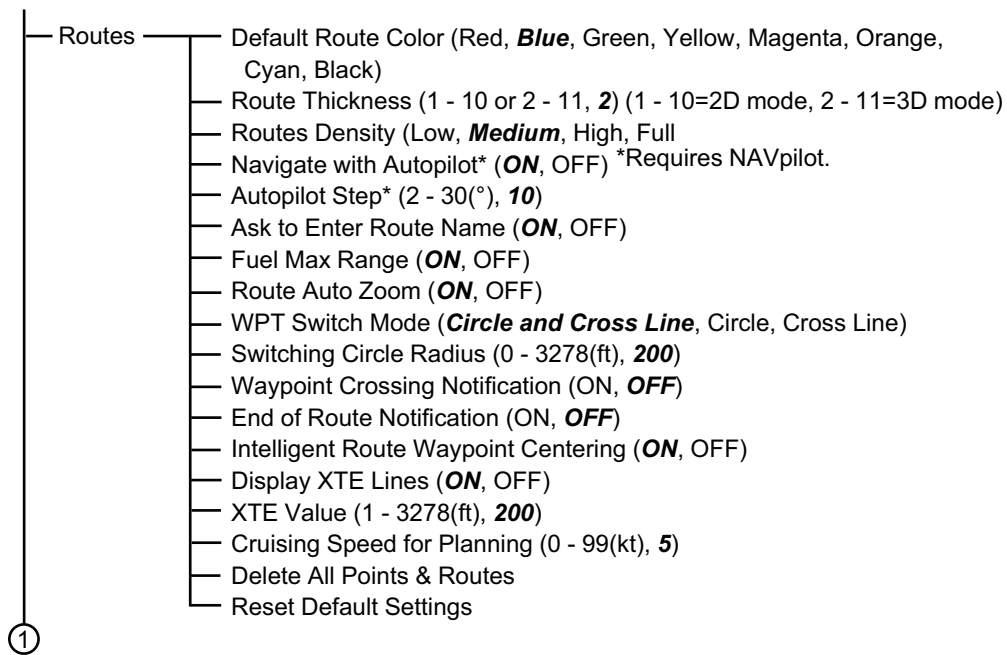 Routes
Default Route Color (Red, Blue, Green, Yellow, Magenta, Orange,
Cyan, Black)
Route Thickness (1 - 10 or 2 - 11, 2) (1 - 10=2D mode, 2 - 11=3D mode)
Routes Density (Low, Medium, High, Full
Navigate with Autopilot* (ON, OFF) *Requires NAVpilot.
Autopilot Step* (2 - 30(°), 10)
Ask to Enter Route Name (ON, OFF)
Fuel Max Range (ON, OFF)
Route Auto Zoom (ON, OFF)
WPT Switch Mode (Circle and Cross Line, Circle, Cross Line)
Switching Circle Radius (0 - 3278(ft), 200)
Waypoint Crossing Notification (ON, OFF)
End of Route Notification (ON, OFF)
Intelligent Route Waypoint Centering (ON, OFF)
Display XTE Lines (ON, OFF)
XTE Value (1 - 3278(ft), 200)
Cruising Speed for Planning (0 - 99(kt), 5)
Delete All Points & Routes
Reset Default Settings
1